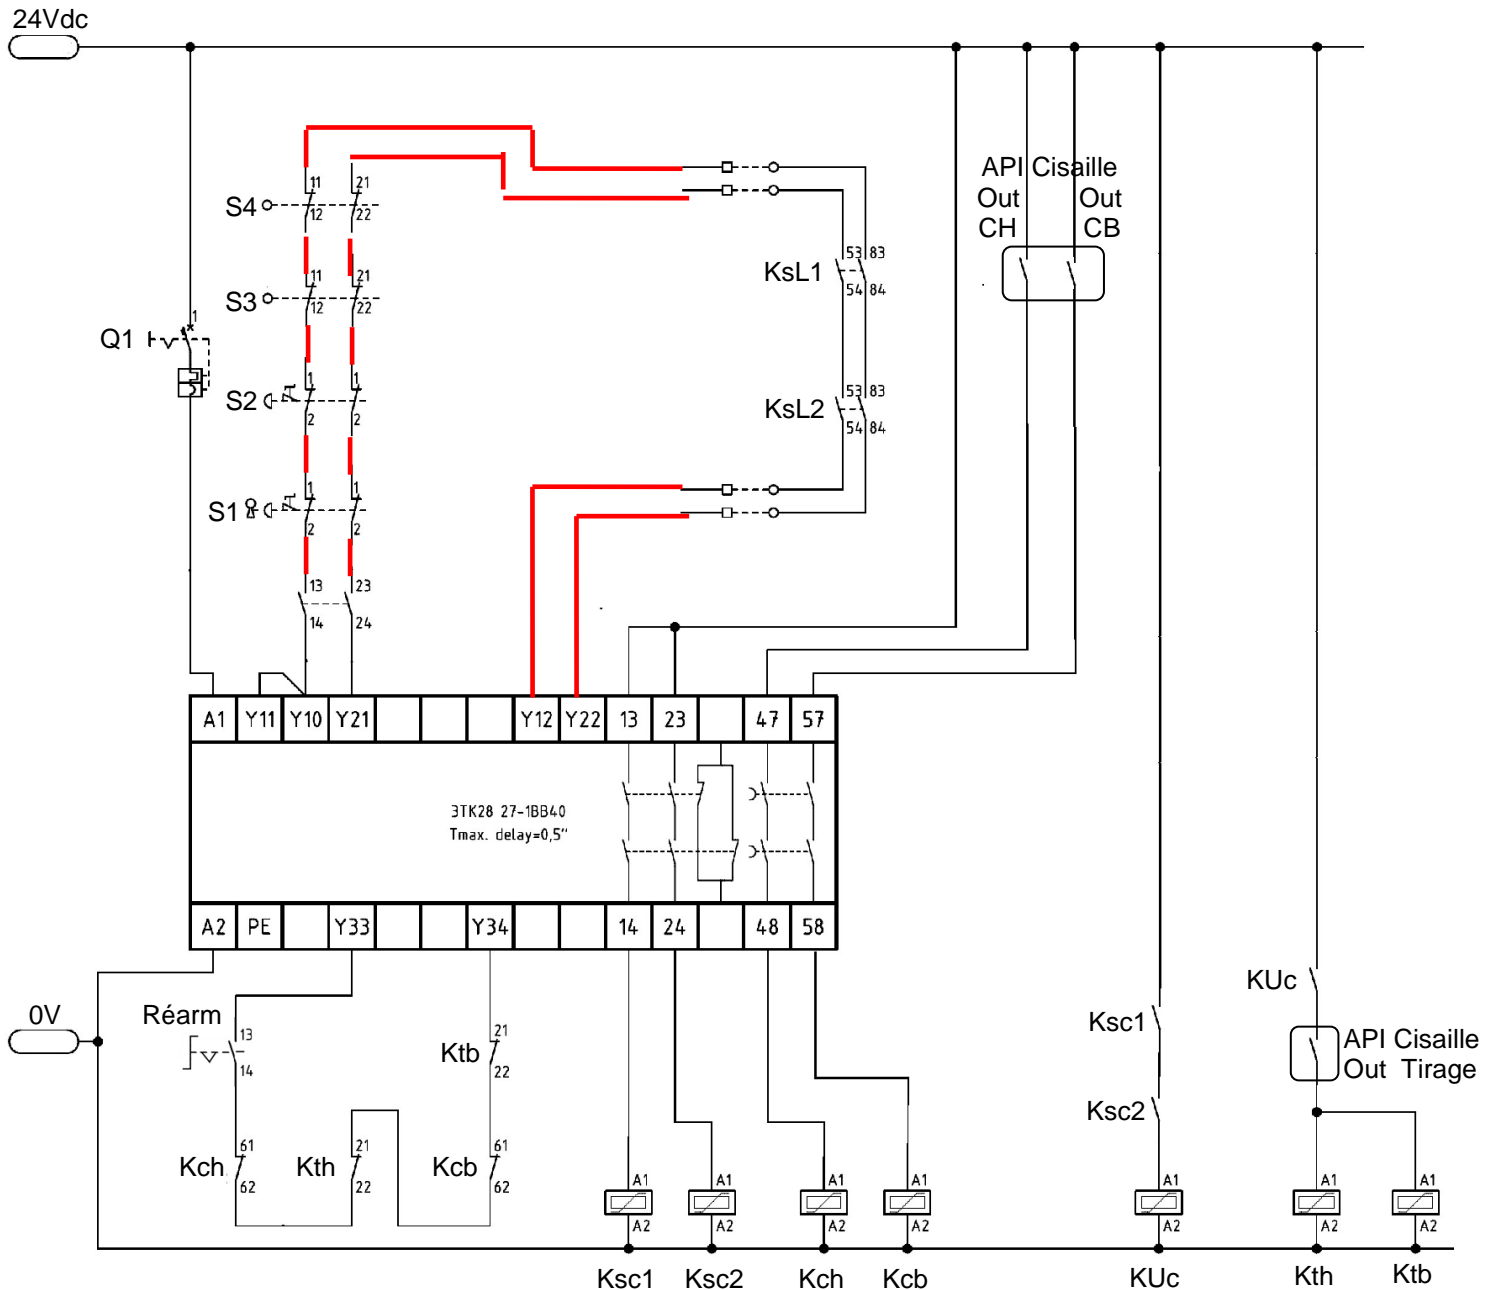 24Vdc
11 21
S4
12 22
API Cisaille
Out Out
CH CB
53 83
KsL1
54 84
11 21
S3
12 22
1
Q1
1 1
S2
2 2
53 83
KsL2
54 84
1 1
S1
2 2
13 23
14 24
A1 Y11 Y10 Y21 Y12 Y22 13 23 47 57
3TK28 27-1BB40
Tmax. delay=0,5"
A2 PE Y33 Y34 14 24 48 58
KUc
0V
Réarm
13
14
21
Ktb
22
Ksc1
API Cisaille
Out Tirage
Ksc2
61 21 61
Kch Kth Kcb
62 22 62
A1 A1 A1 A1 A1 A1 A1
A2 A2 A2 A2 A2 A2 A2
Ksc1 Ksc2 Kch Kcb KUc Kth Ktb